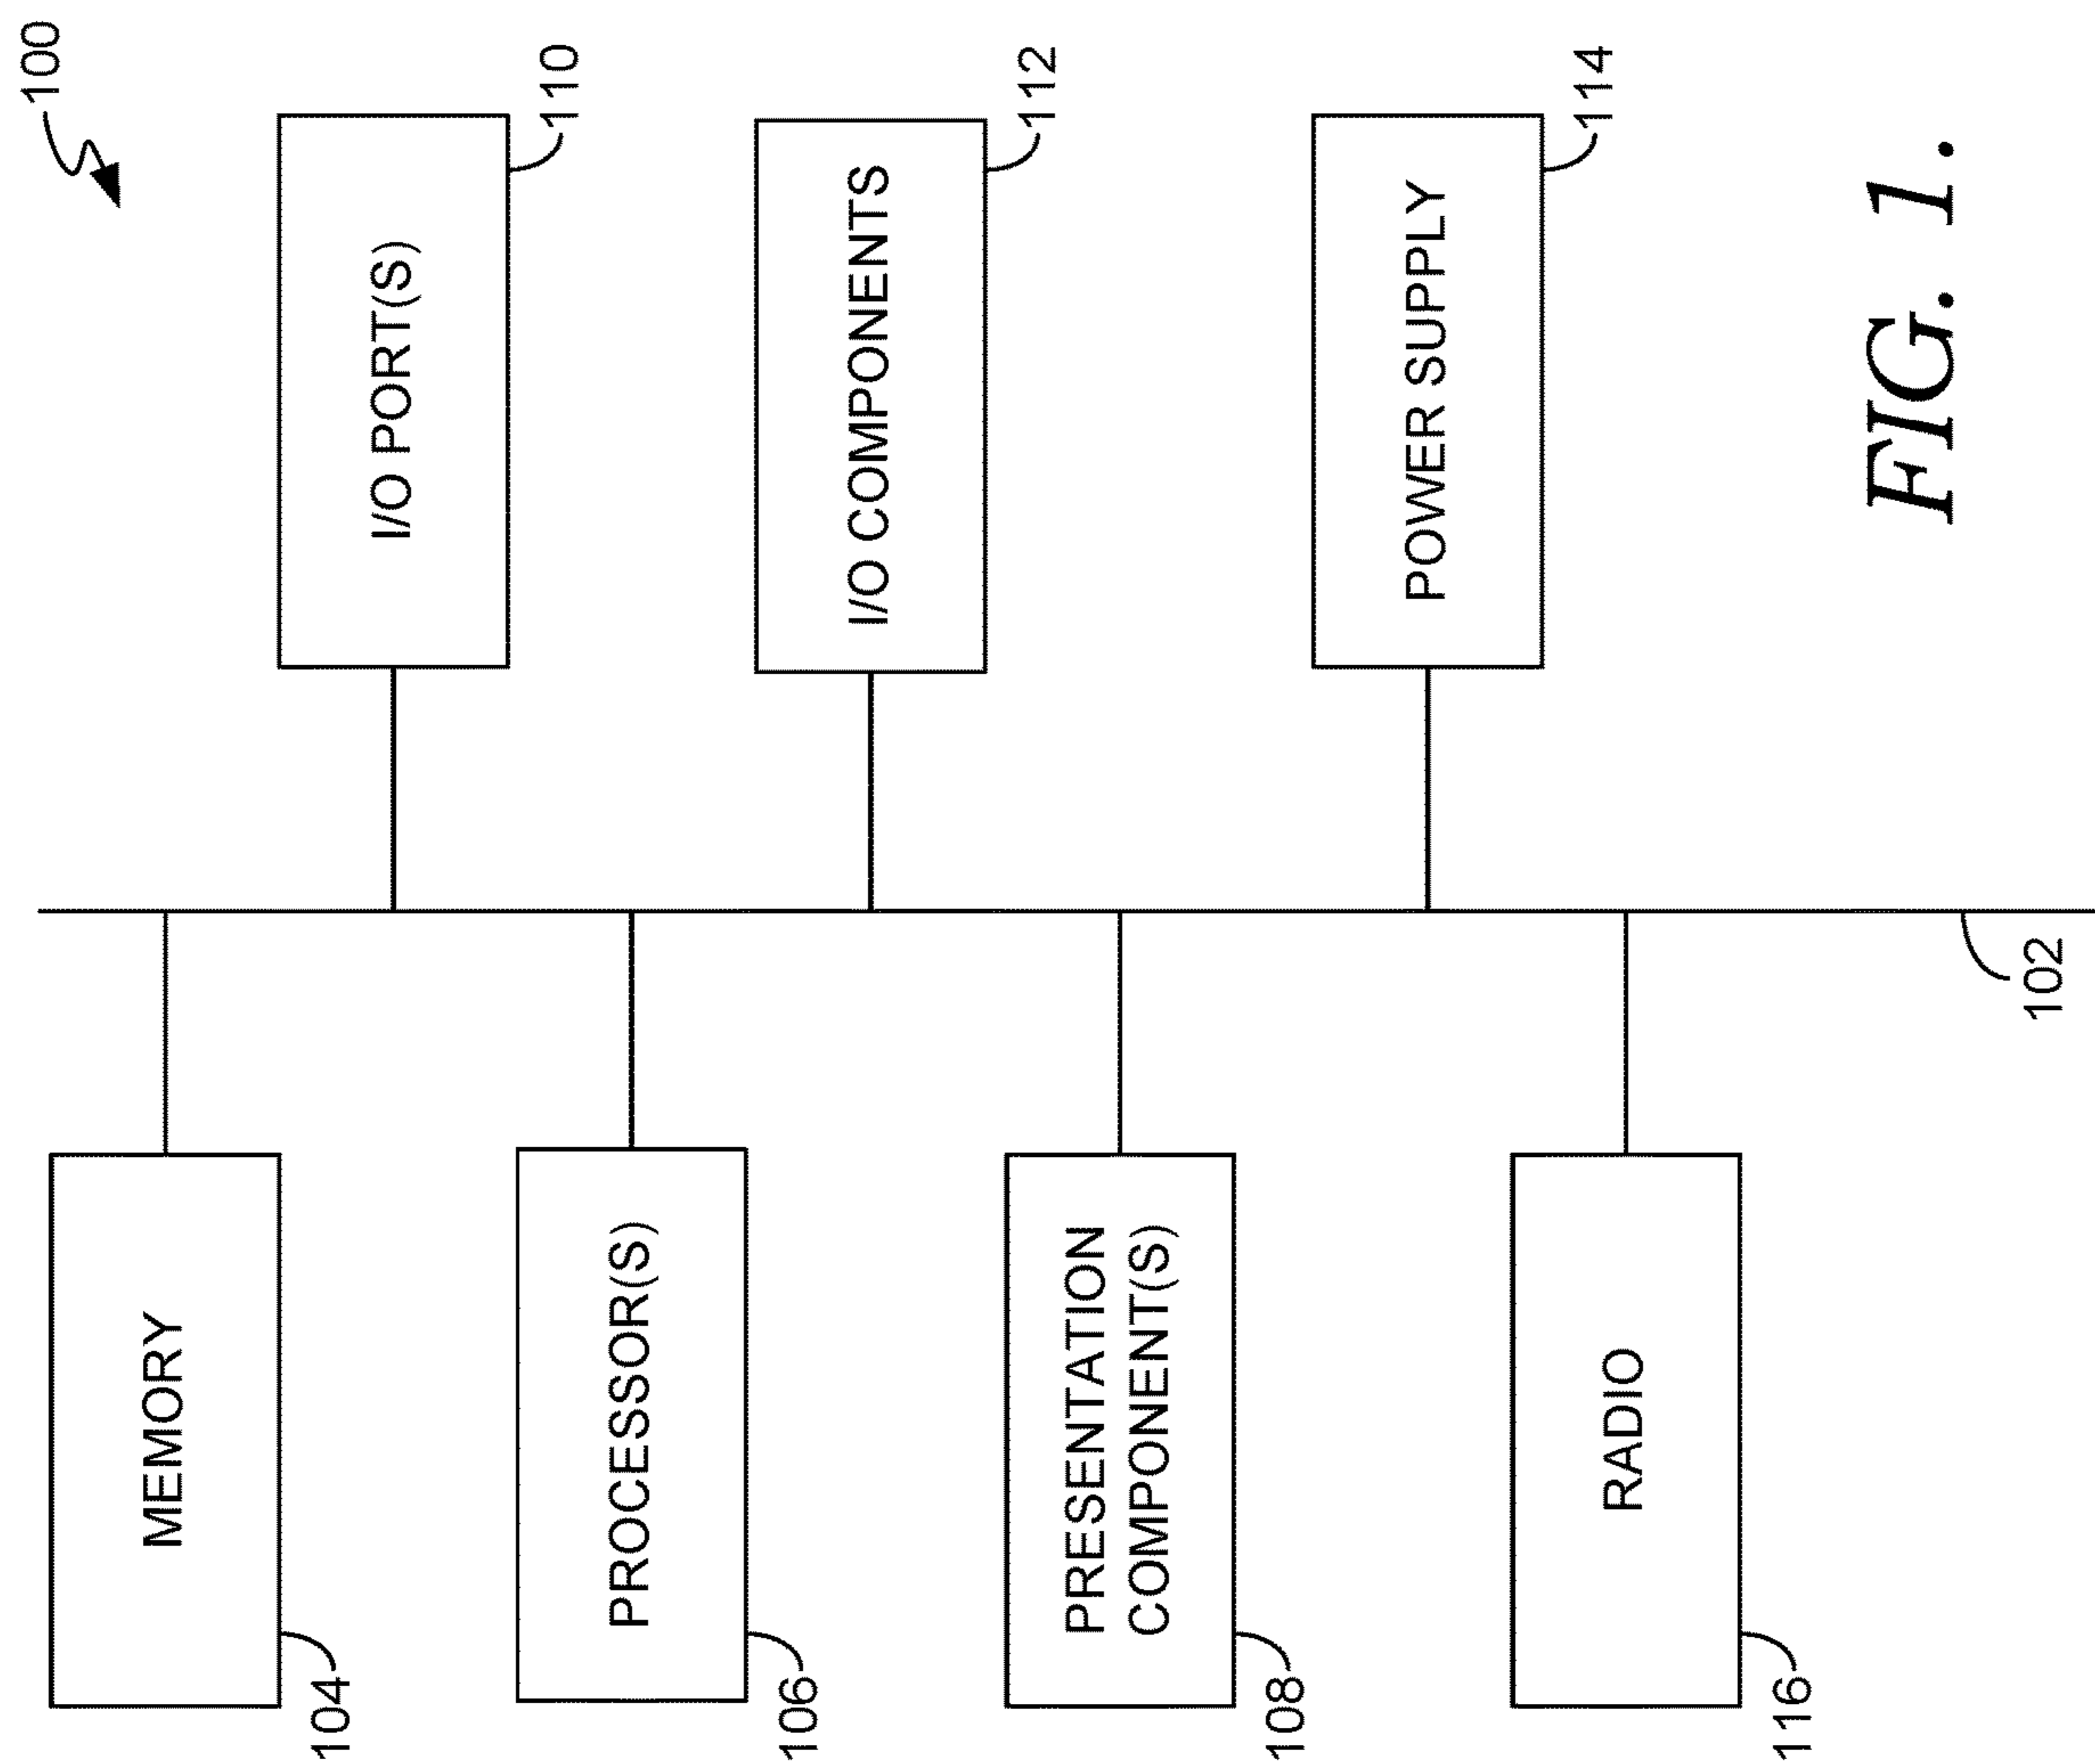 100
MEMORY
104
I/O PORT(S)
110
PROCESSOR(S)
106
I/O COMPONENTS
112
PRESENTATION
COMPONENT(S)
108
POWER SUPPLY
114
RADIO
116
102
FIG. 1.